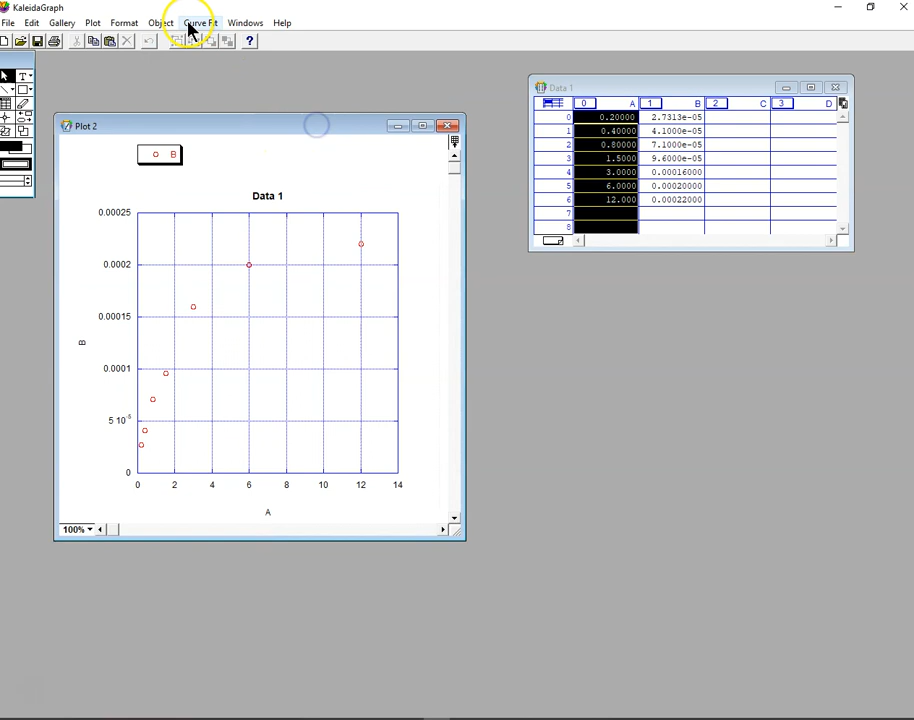 KaleidaGraph
File Edit Gallery Plot Format Object Curve Fit Windows Help
T
Plot 2
B
Data 1
0.00025
0.0002
0.00015
0.0001
5 10-5
0
B
0 2 4 6 8 10 12 14
A
100%
Data 1
0 A 1 B 2 C 3 D
0 0.20000 2.7313e-05
1 0.40000 4.1000e-05
2 0.80000 7.1000e-05
3 1.5000 9.6000e-05
4 3.0000 0.00016000
5 6.0000 0.00020000
6 12.000 0.00022000
7
8